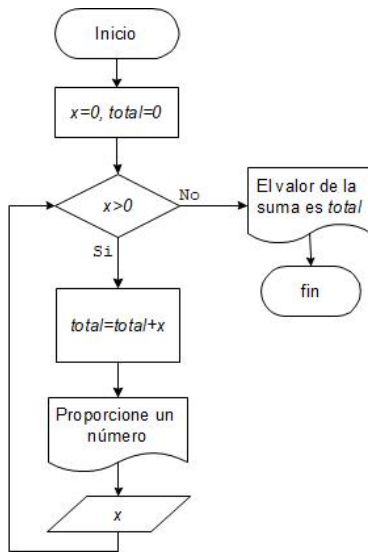 Inicio
x=0, total=0
x>0
No
El valor de la
suma es total
Si
fin
total=total+x
Proporcione un
número
x